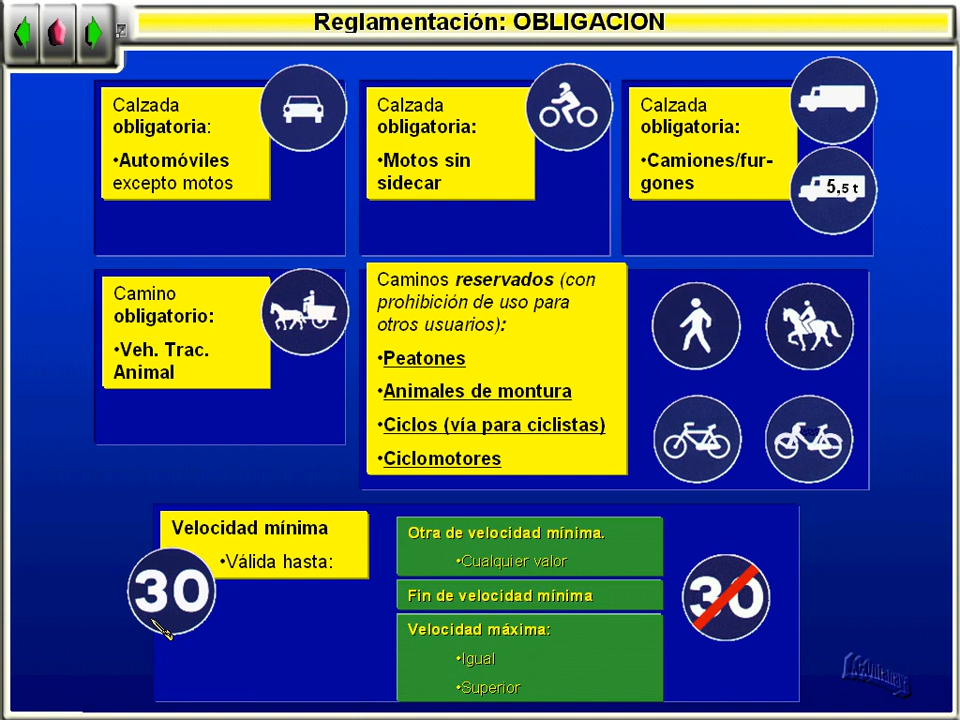 Reglamentación: OBLIGACION
Calzada
obligatoria:
•Automóviles
excepto motos
Calzada
obligatoria:
•Motos sin
sidecar
Calzada
obligatoria:
•Camiones/fur-
gones
5,5 t
Camino
obligatorio:
•Veh. Trac.
Animal
Caminos reservados (con
prohibición de uso para
otros usuarios):
•Peatones
•Animales de montura
•Ciclos (vía para ciclistas)
•Ciclomotores
Velocidad mínima
•Válida hasta:
30
Otra de velocidad mínima.
•Cualquier valor
Fin de velocidad mínima
Velocidad máxima:
•Igual
•Superior
30